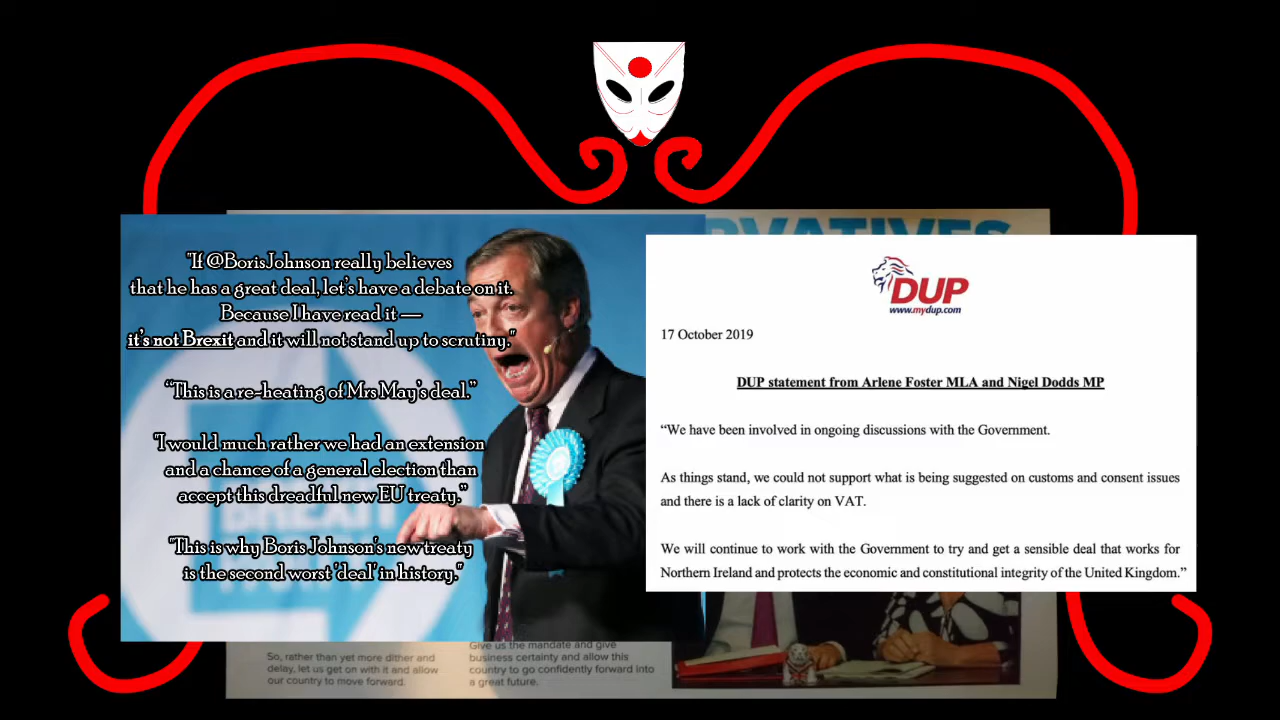 "If @BorisJohnson really believes
that he has a great deal, let's have a debate on it.
Because I have read it —
it's not Brexit and it will not stand up to scrutiny."
"This is a re-heating of Mrs May's deal."
"I would much rather we had an extension
and a chance of a general election than
accept this dreadful new EU treaty."
"This is why Boris Johnson's new treaty
is the second worst 'deal' in history."
DUP
www.mydup.com
17 October 2019
DUP statement from Arlene Foster MLA and Nigel Dodds MP
“We have been involved in ongoing discussions with the Government.
As things stand, we could not support what is being suggested on customs and consent issues
and there is a lack of clarity on VAT.
We will continue to work with the Government to try and get a sensible deal that works for
Northern Ireland and protects the economic and constitutional integrity of the United Kingdom.”
So, rather than yet more dither and
delay, let us get on with it and allow
our country to move forward.
Give us the mandate and give
business certainty and allow this
country to go confidently forward into
a great future.